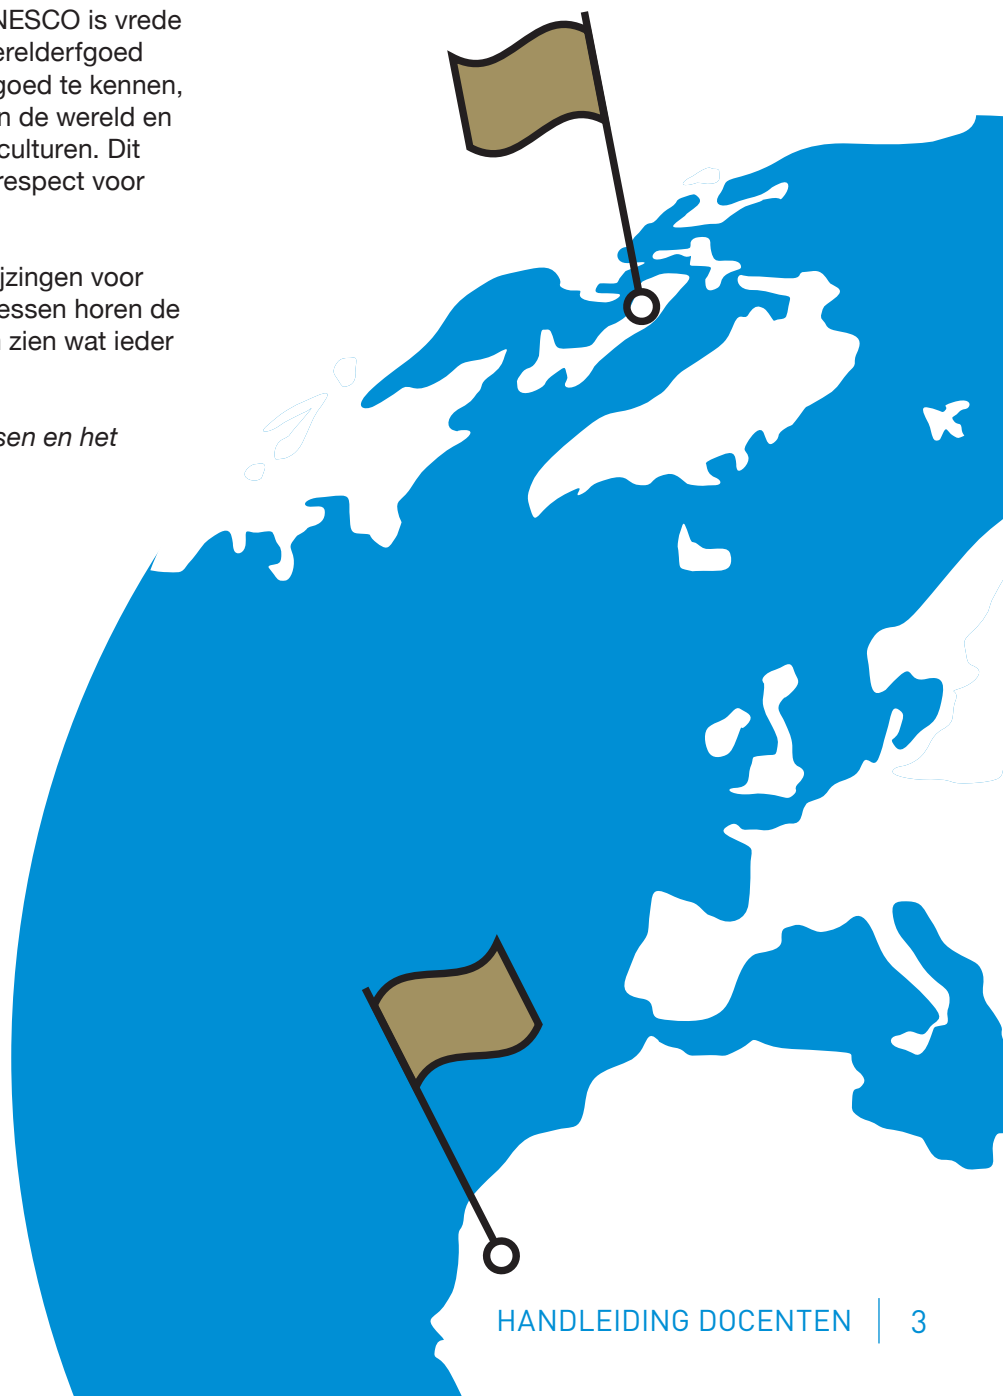 NESCO is vrede
erelderfgoed
goed te kennen,
n de wereld en
culturen. Dit
respect voor
jzingen voor
essen horen de
zien wat ieder
sen en het
HANDLEIDING DOCENTEN | 3